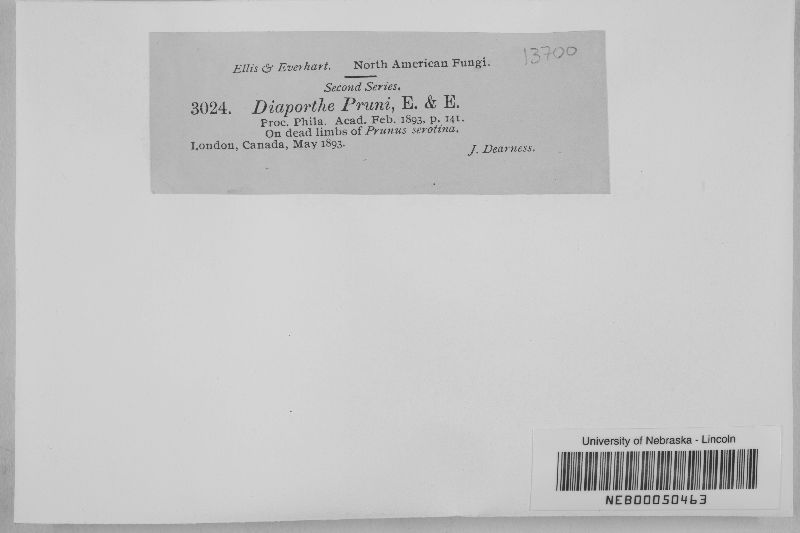 13700
Ellis & Everhart. North American Fungi.
Second Series.
3024. Diaporthe Pruni, E. & E.
Proc. Phila. Acad. Feb. 1893, p. 141.
On dead limbs of Prunus serotina.
London, Canada, May 1893.
J. Dearness.
University of Nebraska - Lincoln
NEB00050463